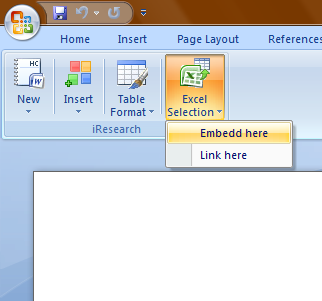 Home Insert Page Layout References
HC
W
New Insert Table Excel
Format Selection
iResearch
Embedd here
Link here